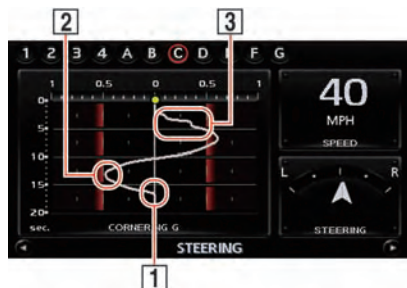 2 3
1 2 3 4 A B C D E F G
1 0.5 0 0.5 1
40
MPH
SPEED
0
5
10
15
20
sec.
CORNERING G
L R
STEERING
STEERING
1